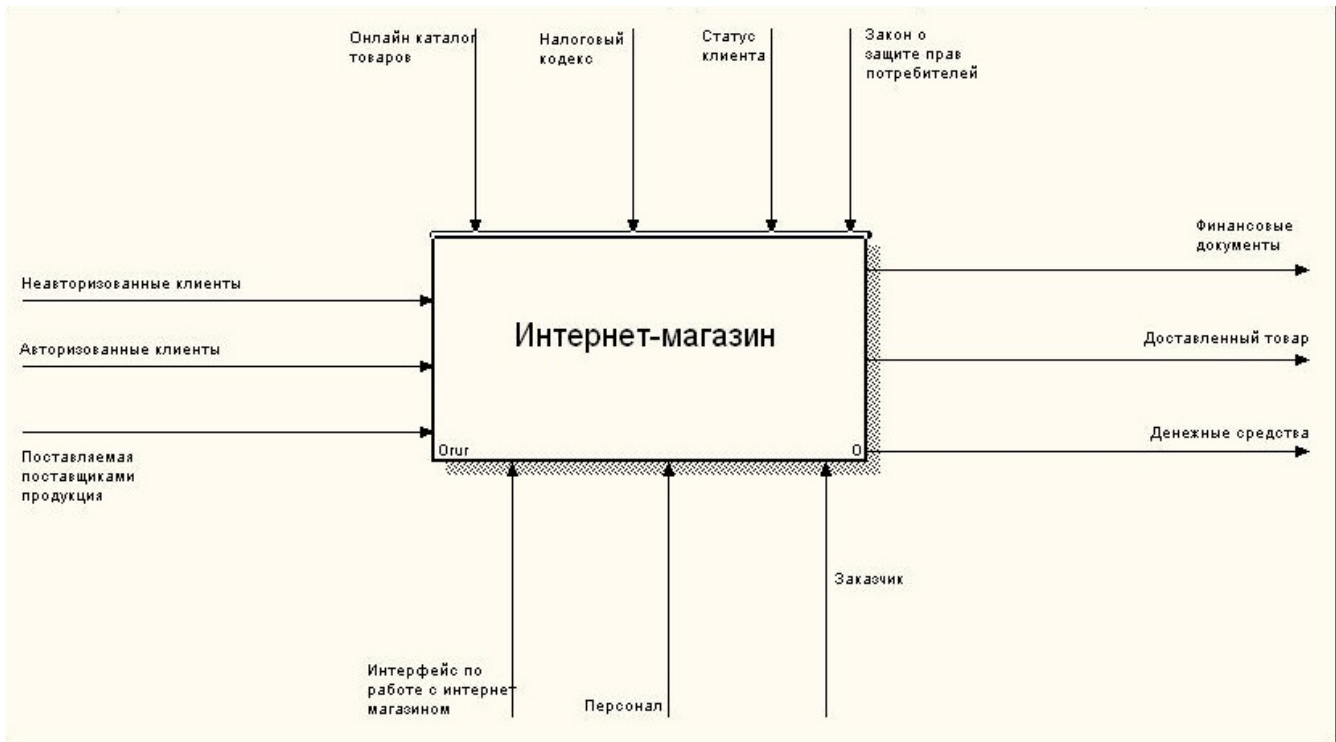 Онлайн каталог
товаров
Налоговый
кодекс
Статус
клиента
Закон о
защите прав
потребителей
Неавторизованные клиенты
Авторизованные клиенты
Поставляемая
поставщиками
продукция
Интернет-магазин
0rur
0
Финансовые
документы
Доставленный товар
Денежные средства
Интерфейс по
работе с интернет
магазином
Персонал
Заказчик